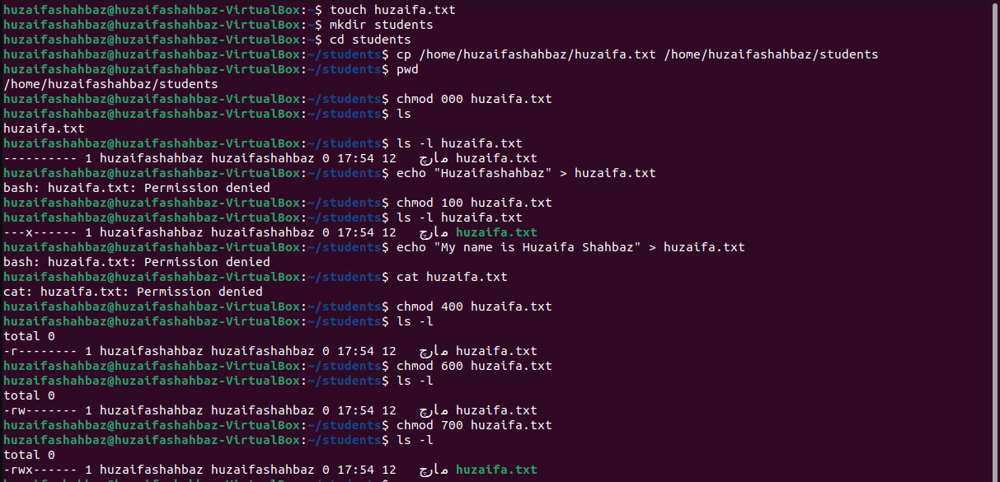 huzaifashahbaz@huzaifashahbaz-VirtualBox:~$ touch huzaifa.txt
huzaifashahbaz@huzaifashahbaz-VirtualBox:~$ mkdir students
huzaifashahbaz@huzaifashahbaz-VirtualBox:~$ cd students
huzaifashahbaz@huzaifashahbaz-VirtualBox:~/students$ cp /home/huzaifashahbaz/huzaifa.txt /home/huzaifashahbaz/students
huzaifashahbaz@huzaifashahbaz-VirtualBox:~/students$ pwd
/home/huzaifashahbaz/students
huzaifashahbaz@huzaifashahbaz-VirtualBox:~/students$ chmod 000 huzaifa.txt
huzaifashahbaz@huzaifashahbaz-VirtualBox:~/students$ ls
huzaifa.txt
huzaifashahbaz@huzaifashahbaz-VirtualBox:~/students$ ls -l huzaifa.txt
---------- 1 huzaifashahbaz huzaifashahbaz 0 17:54 12 مارچ huzaifa.txt
huzaifashahbaz@huzaifashahbaz-VirtualBox:~/students$ echo "Huzaifashahbaz" > huzaifa.txt
bash: huzaifa.txt: Permission denied
huzaifashahbaz@huzaifashahbaz-VirtualBox:~/students$ chmod 100 huzaifa.txt
huzaifashahbaz@huzaifashahbaz-VirtualBox:~/students$ ls -l huzaifa.txt
---x------ 1 huzaifashahbaz huzaifashahbaz 0 17:54 12 مارچ huzaifa.txt
huzaifashahbaz@huzaifashahbaz-VirtualBox:~/students$ echo "My name is Huzaifa Shahbaz" > huzaifa.txt
bash: huzaifa.txt: Permission denied
huzaifashahbaz@huzaifashahbaz-VirtualBox:~/students$ cat huzaifa.txt
cat: huzaifa.txt: Permission denied
huzaifashahbaz@huzaifashahbaz-VirtualBox:~/students$ chmod 400 huzaifa.txt
huzaifashahbaz@huzaifashahbaz-VirtualBox:~/students$ ls -l
total 0
-r-------- 1 huzaifashahbaz huzaifashahbaz 0 17:54 12 مارچ huzaifa.txt
huzaifashahbaz@huzaifashahbaz-VirtualBox:~/students$ chmod 600 huzaifa.txt
huzaifashahbaz@huzaifashahbaz-VirtualBox:~/students$ ls -l
total 0
-rw------- 1 huzaifashahbaz huzaifashahbaz 0 17:54 12 مارچ huzaifa.txt
huzaifashahbaz@huzaifashahbaz-VirtualBox:~/students$ chmod 700 huzaifa.txt
huzaifashahbaz@huzaifashahbaz-VirtualBox:~/students$ ls -l
total 0
-rwx------ 1 huzaifashahbaz huzaifashahbaz 0 17:54 12 مارچ huzaifa.txt